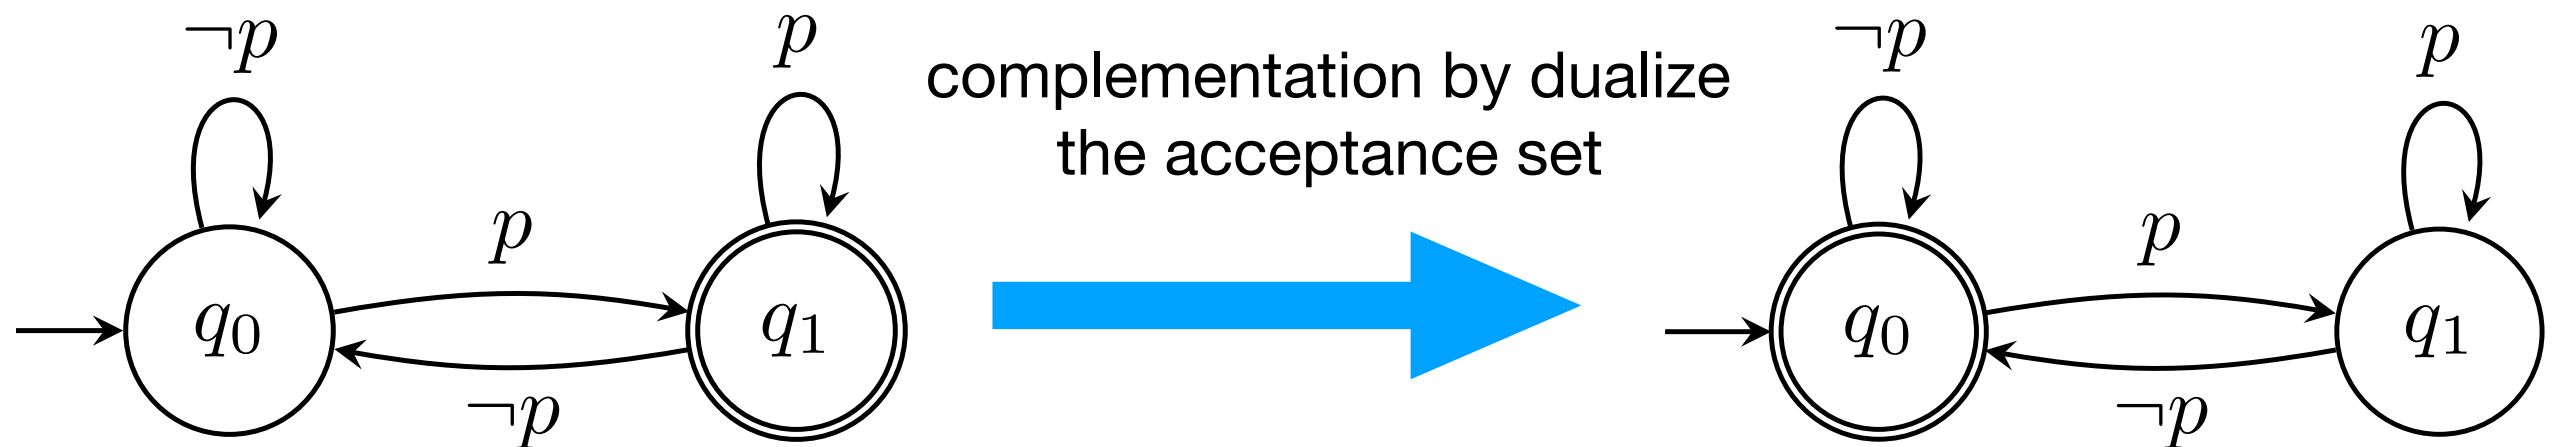 ¬p
p
complementation by dualize
the acceptance set
¬p
p
p
p
q₀
q₁
q₀
q₁
¬p
¬p